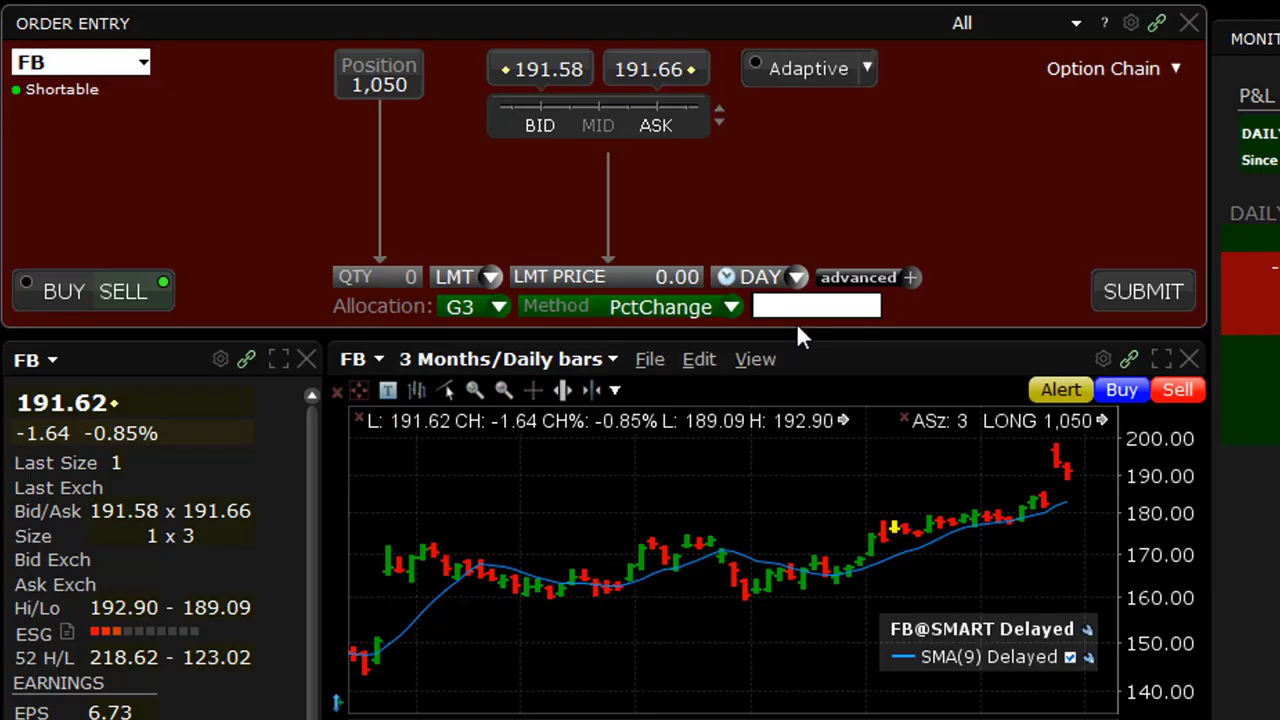 ORDER ENTRY
All
?
FB
Shortable
Position
1,050
191.58
191.66
Adaptive
Option Chain
BID MID ASK
BUY SELL
QTY 0
LMT
LMT PRICE 0.00
DAY
advanced +
SUBMIT
Allocation: G3
Method PctChange
MONIT
P&L
DAIL
Since
DAILY
-
FB
191.62
-1.64 -0.85%
Last Size 1
Last Exch
Bid/Ask 191.58 x 191.66
Size 1 x 3
Bid Exch
Ask Exch
Hi/Lo 192.90 - 189.09
ESG
52 H/L 218.62 - 123.02
EARNINGS
EPS 6.73
FB 3 Months/Daily bars File Edit View
T
Alert Buy Sell
L: 191.62 CH: -1.64 CH%: -0.85% L: 189.09 H: 192.90
ASz: 3 LONG 1,050
200.00
190.00
180.00
170.00
160.00
150.00
140.00
FB@SMART Delayed
SMA(9) Delayed